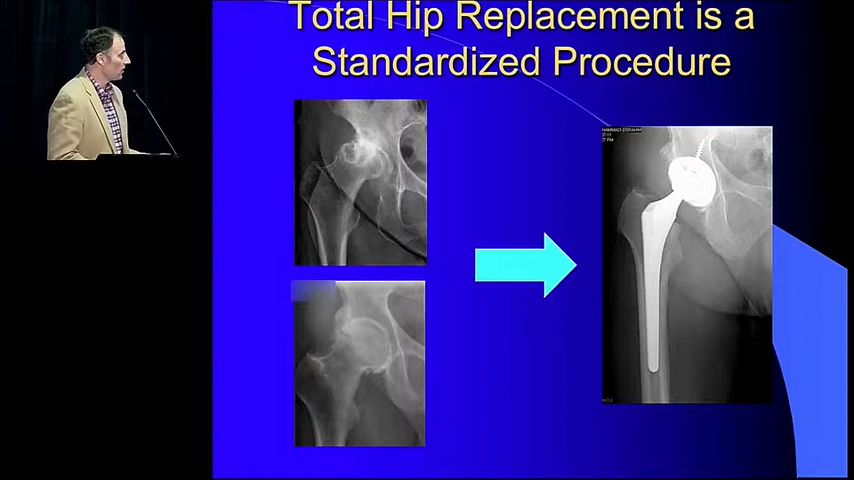 Total Hip Replacement is a
Standardized Procedure